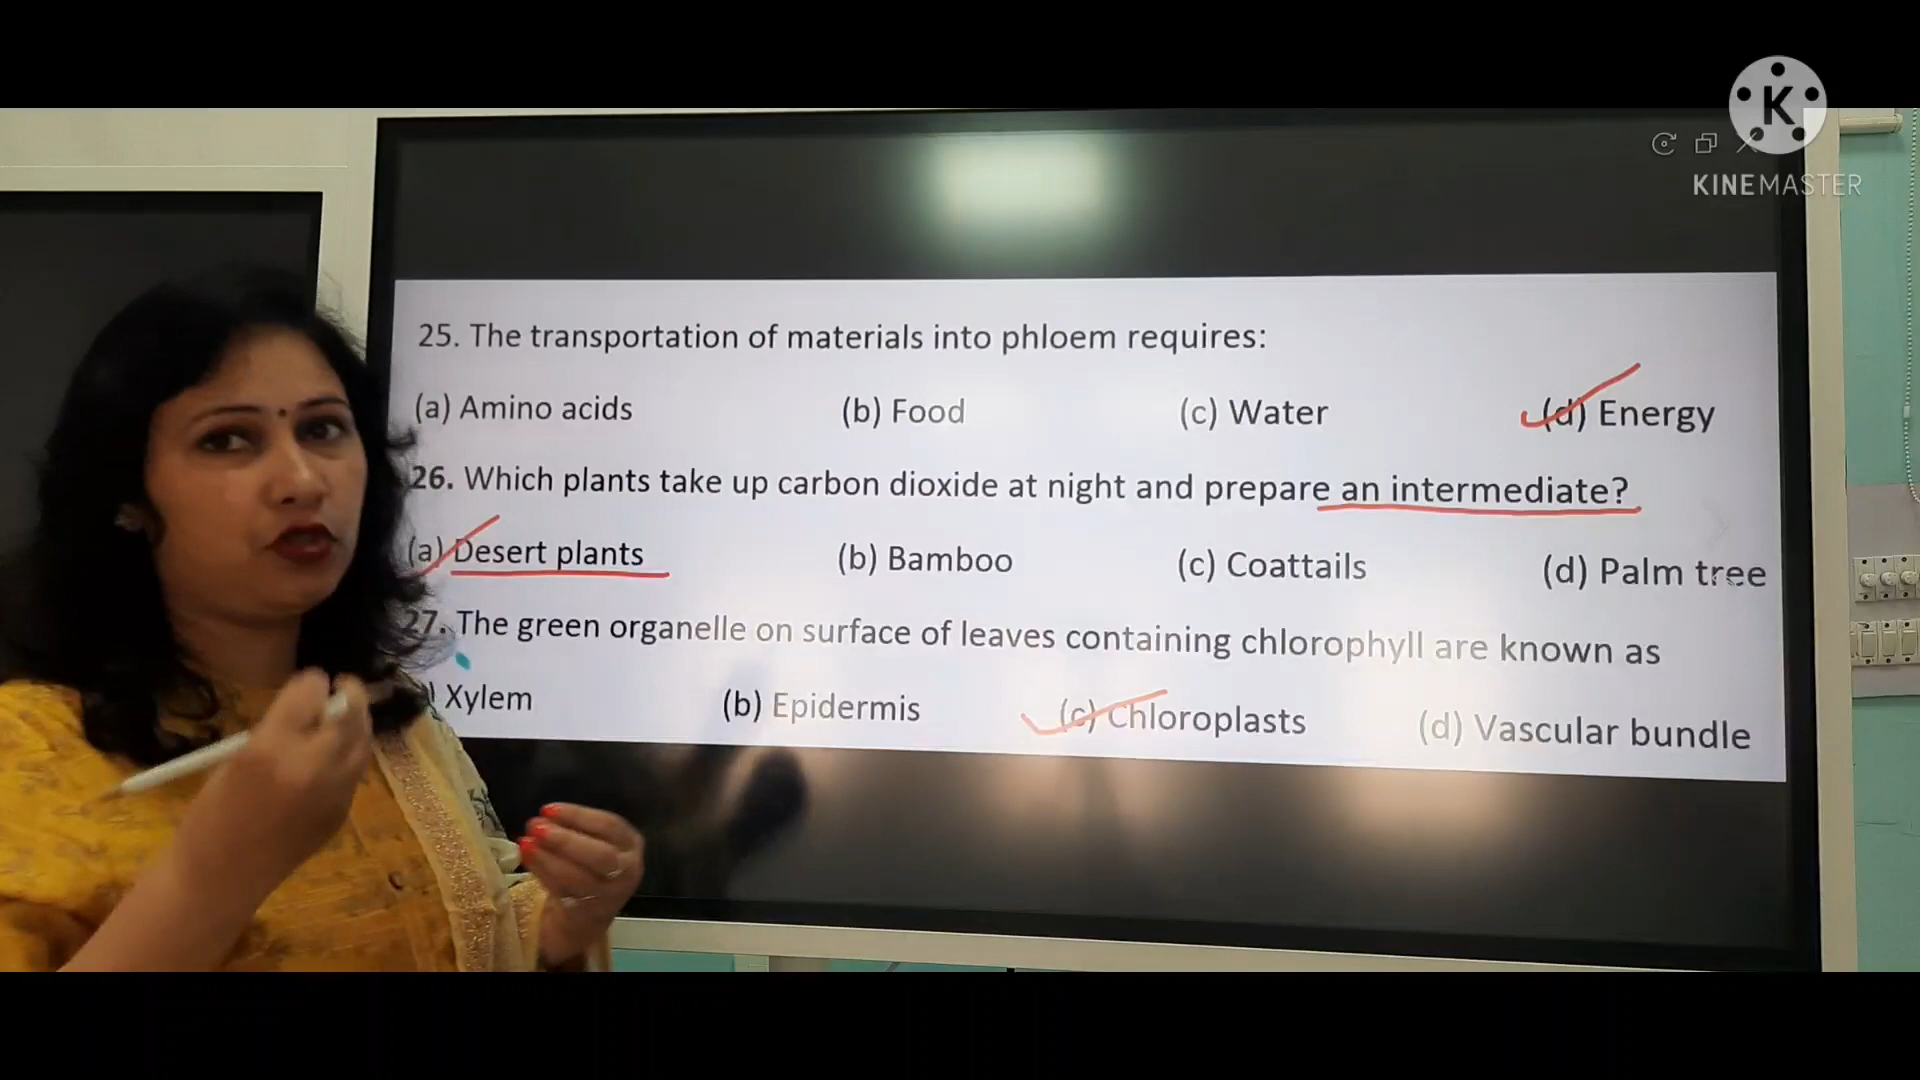 K
KINEMASTER
25. The transportation of materials into phloem requires:
(a) Amino acids (b) Food (c) Water (d) Energy
26. Which plants take up carbon dioxide at night and prepare an intermediate?
(a) Desert plants (b) Bamboo (c) Coattails (d) Palm tree
27. The green organelle on surface of leaves containing chlorophyll are known as
) Xylem (b) Epidermis (c) Chloroplasts (d) Vascular bundle